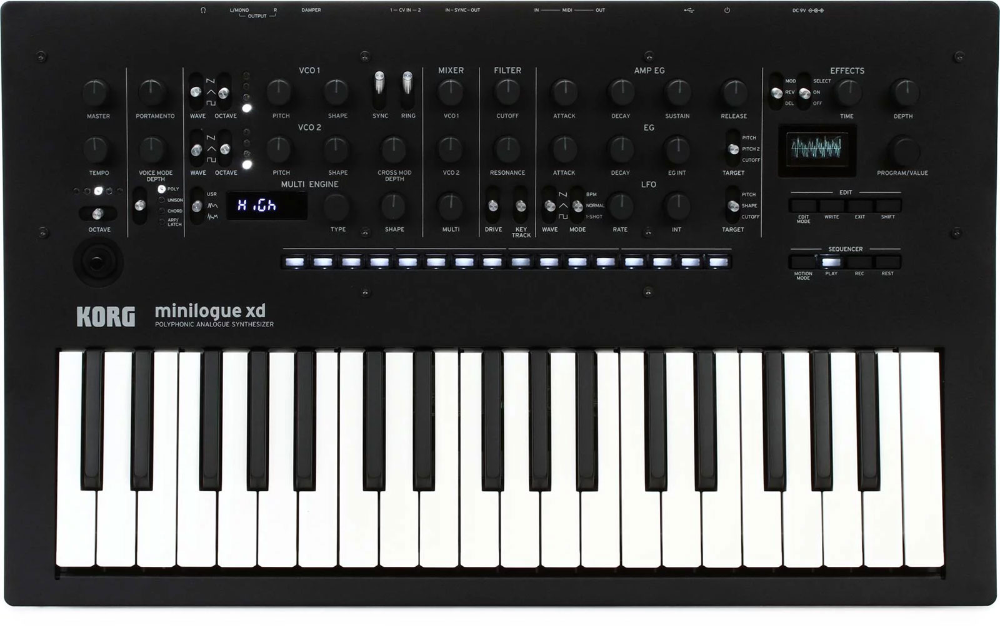 L/MONO R
OUTPUT
DAMPER
1 — CV IN — 2
IN – SYNC – OUT
IN — MIDI — OUT
DC 9V
VCO 1
MIXER
FILTER
AMP EG
EFFECTS
MOD
REV
DEL
SELECT
ON
OFF
MASTER
PORTAMENTO
WAVE
OCTAVE
PITCH
SHAPE
SYNC
RING
VCO 1
CUTOFF
ATTACK
DECAY
SUSTAIN
RELEASE
TIME
DEPTH
VCO 2
EG
PITCH
PITCH 2
CUTOFF
TEMPO
VOICE MODE
DEPTH
WAVE
OCTAVE
PITCH
SHAPE
CROSS MOD
DEPTH
VCO 2
RESONANCE
ATTACK
DECAY
EG INT
TARGET
PROGRAM/VALUE
MULTI ENGINE
LFO
POLY
UNISON
CHORD
ARP/
LATCH
USR
HiGh
BPM
NORMAL
1-SHOT
PITCH
SHAPE
CUTOFF
EDIT
EDIT
MODE
WRITE
EXIT
SHIFT
OCTAVE
TYPE
SHAPE
MULTI
DRIVE
KEY
TRACK
WAVE
MODE
RATE
INT
TARGET
SEQUENCER
MOTION
MODE
PLAY
REC
REST
KORG
minilogue xd
POLYPHONIC ANALOGUE SYNTHESIZER